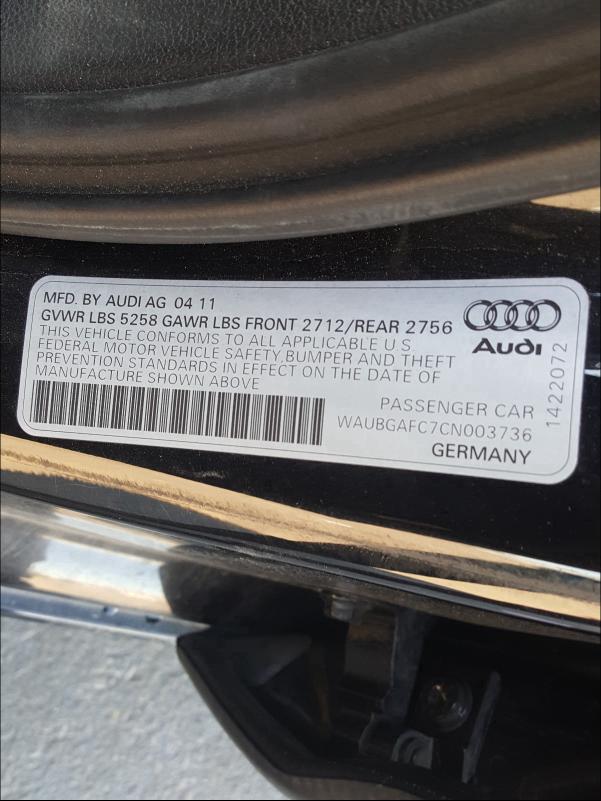 MFD. BY AUDI AG 04 11
GVWR LBS 5258 GAWR LBS FRONT 2712/REAR 2756
THIS VEHICLE CONFORMS TO ALL APPLICABLE U S
FEDERAL MOTOR VEHICLE SAFETY, BUMPER AND THEFT
PREVENTION STANDARDS IN EFFECT ON THE DATE OF
MANUFACTURE SHOWN ABOVE
PASSENGER CAR
WAUBGAFC7CN003736
GERMANY
Audi
1422072